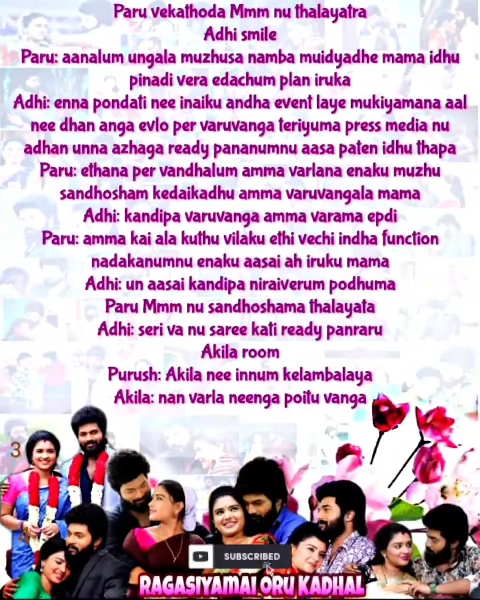 Paru vekathoda Mmm nu thalayatra
Adhi smile
Paru: aanalum ungala muzhusa namba muidyadhe mama idhu
pinadi vera edachum plan iruka
Adhi: enna pondati nee inaiku andha event laye mukiyamana aal
nee dhan anga evlo per varuvanga teriyuma press media nu
adhan unna azhaga ready pananumnu aasa paten idhu thapa
Paru: ethana per vandhalum amma varlana enaku muzhu
sandhosham kedaikadhu amma varuvangala mama
Adhi: kandipa varuvanga amma varama epdi
Paru: amma kai ala kuthu vilaku ethi vechi indha function
nadakanumnu enaku aasai ah iruku mama
Adhi: un aasai kandipa niraiverum podhuma
Paru Mmm nu sandhoshama thalayata
Adhi: seri va nu saree kati ready panraru
Akila room
Purush: Akila nee innum kelambalaya
Akila: nan varla neenga poitu vanga
3
SUBSCRIBED
RAGASIYAMAI ORU KADHAL